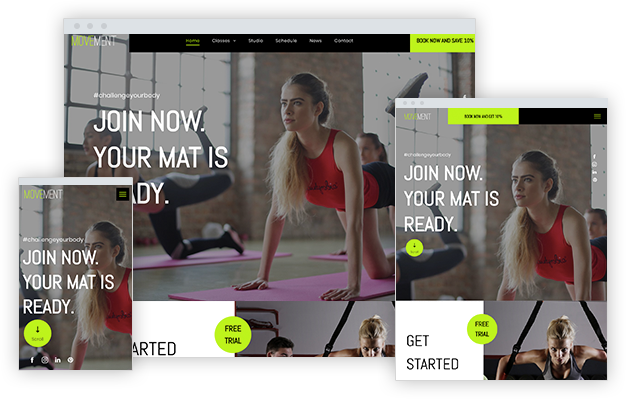 MOVEMENT
Home Classes Studio Schedule News Contact
BOOK NOW AND SAVE 10%
#challengeyourbody
JOIN NOW.
YOUR MAT IS
READY.
FREE
TRIAL
ARTED
MOVEMENT
BOOK NOW AND GET 10%
#challengeyourbody
JOIN NOW.
YOUR MAT IS
READY.
Scroll
GET
STARTED
FREE
TRIAL
MOVEMENT
#challengeyourbody
JOIN NOW.
YOUR MAT IS
READY.
Scroll